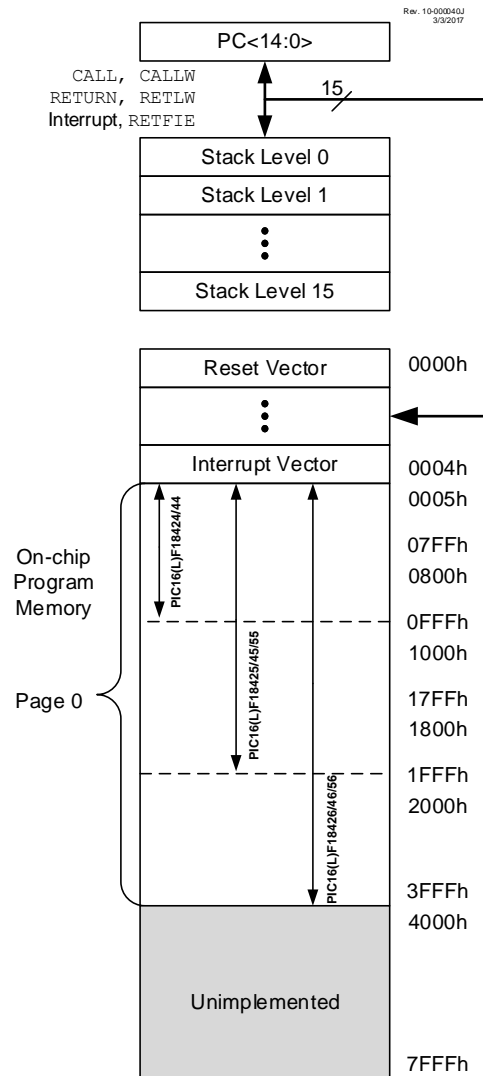 Rev. 10-000040J
3/3/2017
PC<14:0>
CALL, CALLW
RETURN, RETLW
Interrupt, RETFIE
15
Stack Level 0
Stack Level 1
Stack Level 15
Reset Vector
0000h
Interrupt Vector
0004h
0005h
On-chip
Program
Memory
Page 0
PIC16(L)F18424/44
PIC16(L)F18425/45/55
PIC16(L)F18426/46/56
07FFh
0800h
0FFFh
1000h
17FFh
1800h
1FFFh
2000h
3FFFh
4000h
Unimplemented
7FFFh